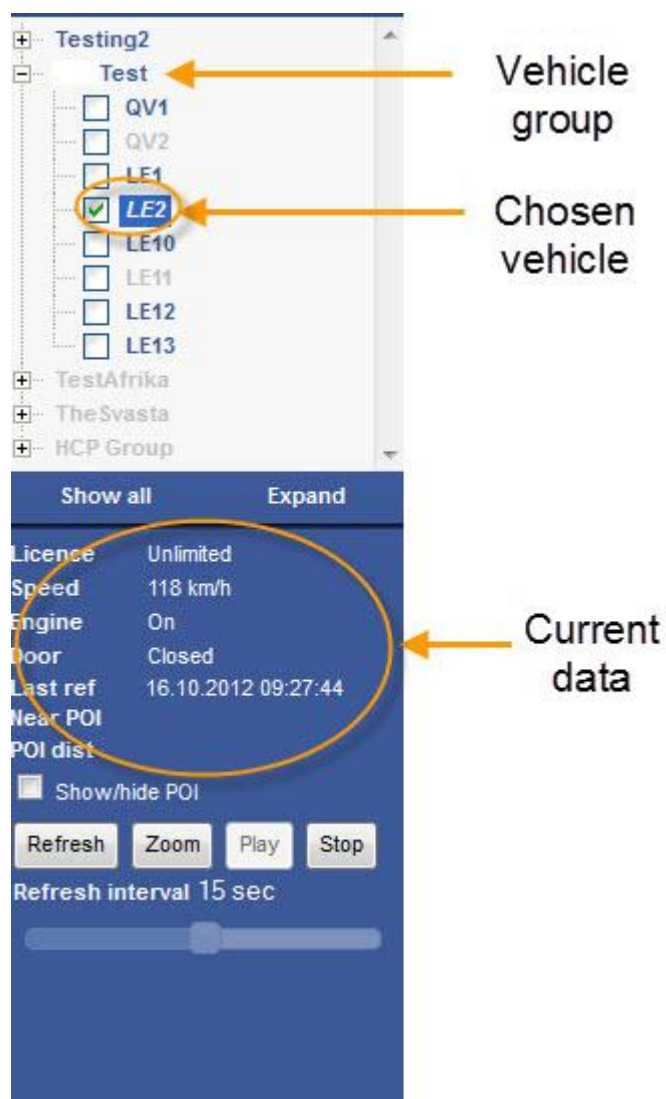 Testing2
Test
Vehicle
group
QV1
QV2
LE1
LE2
Chosen
vehicle
LE10
LE11
LE12
LE13
TestAfrika
TheSvasta
HCP Group
Show all Expand
Licence Unlimited
Speed 118 km/h
Engine On
Door Closed
Last ref 16.10.2012 09:27:44
Near POI
POI dist
Current
data
Show/hide POI
Refresh Zoom Play Stop
Refresh interval 15 sec